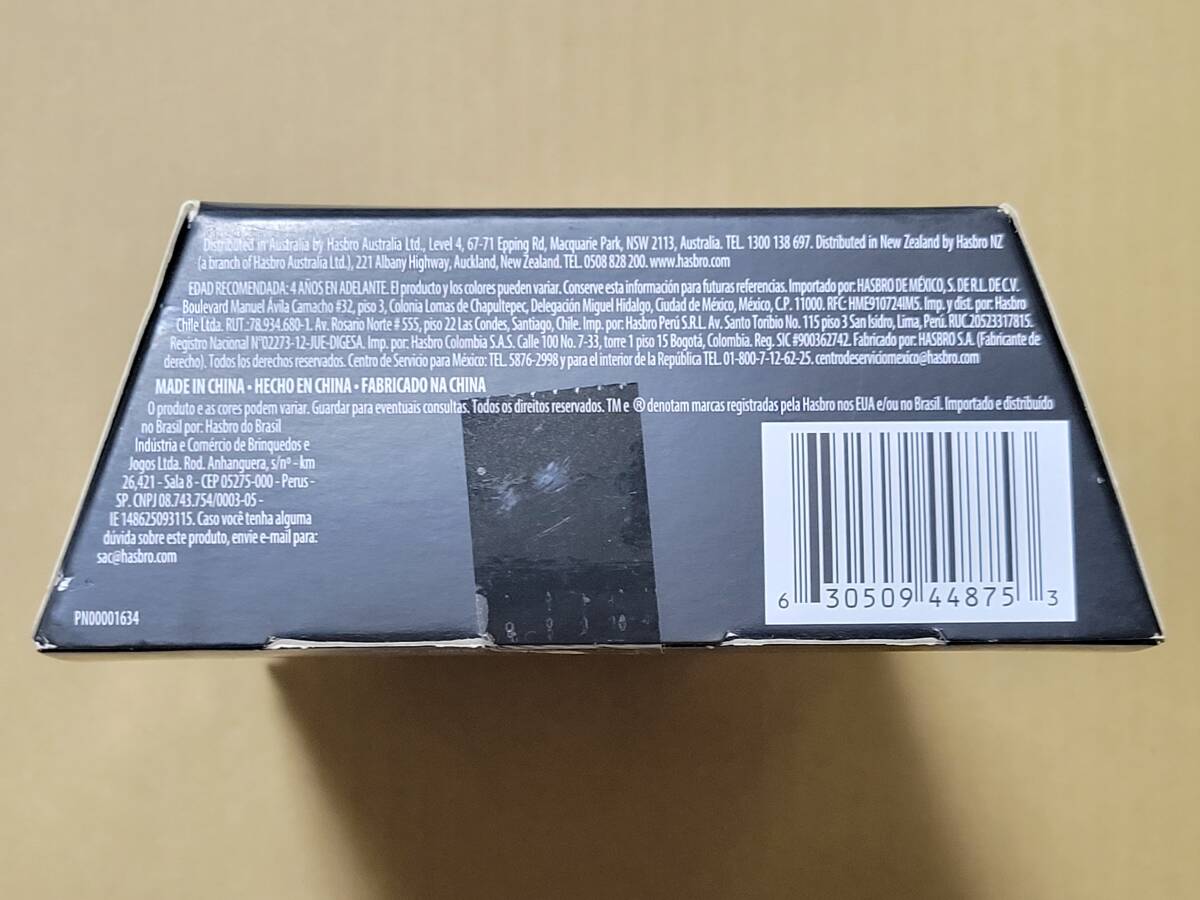 Distributed in Australia by Hasbro Australia Ltd., Level 4, 67-71 Epping Rd, Macquarie Park, NSW 2113, Australia. TEL. 1300 138 697. Distributed in New Zealand by Hasbro NZ
(a branch of Hasbro Australia Ltd.), 221 Albany Highway, Auckland, New Zealand. TEL. 0508 828 200. www.hasbro.com
EDAD RECOMENDADA: 4 AÑOS EN ADELANTE. El producto y los colores pueden variar. Conserve esta información para futuras referencias. Importado por: HASBRO DE MÉXICO, S. DE R.L. DE C.V.
Boulevard Manuel Ávila Camacho #32, piso 3, Colonia Lomas de Chapultepec, Delegación Miguel Hidalgo, Ciudad de México, México, C.P. 11000. RFC: HME910724IM5. Imp. y dist. por: Hasbro
Chile Ltda. RUT.:78.934.680-1. Av. Rosario Norte # 555, piso 22 Las Condes, Santiago, Chile. Imp. por: Hasbro Perú S.R.L. Av. Santo Toribio No. 115 piso 3 San Isidro, Lima, Perú. RUC.20523317815.
Registro Nacional N°02273-12-JUE-DIGESA. Imp. por: Hasbro Colombia S.A.S. Calle 100 No. 7-33, torre 1 piso 15 Bogotá, Colombia. Reg. SIC #900362742. Fabricado por: HASBRO S.A. (Fabricante de
derecho). Todos los derechos reservados. Centro de Servicio para México: TEL. 5876-2998 y para el interior de la República TEL. 01-800-7-12-62-25. centrodeserviciomexico@hasbro.com
MADE IN CHINA • HECHO EN CHINA • FABRICADO NA CHINA
O produto e as cores podem variar. Guardar para eventuais consultas. Todos os direitos reservados. TM e ® denotam marcas registradas pela Hasbro nos EUA e/ou no Brasil. Importado e distribuído
no Brasil por: Hasbro do Brasil
Indústria e Comércio de Brinquedos e
Jogos Ltda. Rod. Anhanguera, s/nº - km
26,421 - Sala 8 - CEP 05275-000 - Perus -
SP. CNPJ 08.743.754/0003-05 -
IE 148625093115. Caso você tenha alguma
dúvida sobre este produto, envie e-mail para:
sac@hasbro.com
PN00001634
6 30509 44875 3